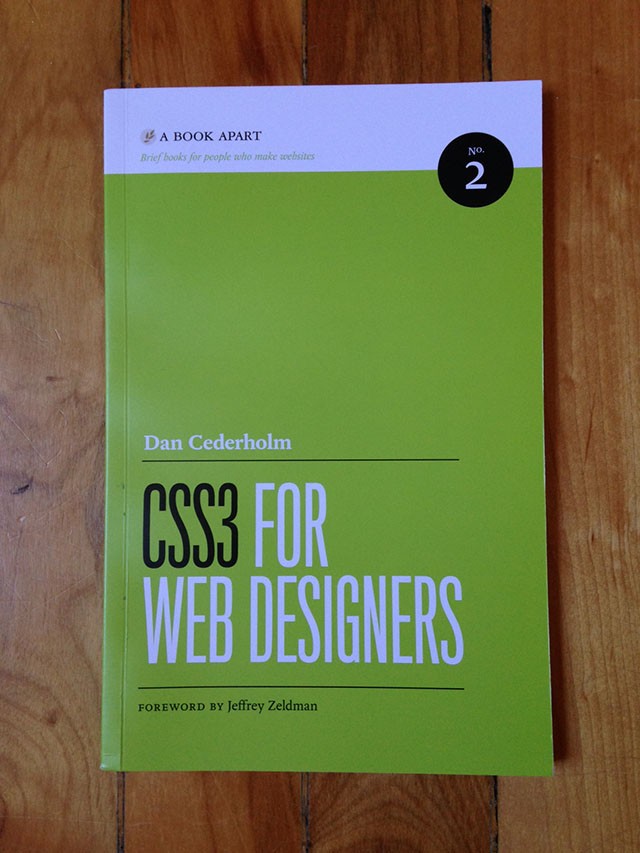 A BOOK APART
Brief books for people who make websites
No.
2
Dan Cederholm
CSS3 FOR
WEB DESIGNERS
FOREWORD BY Jeffrey Zeldman